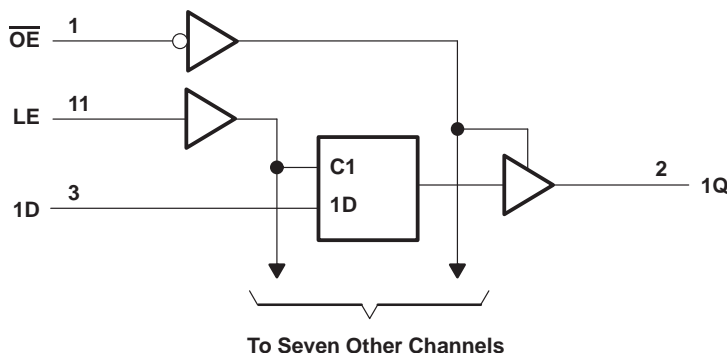 OE 1
LE 11
1D 3
C1
1D
2 1Q
To Seven Other Channels